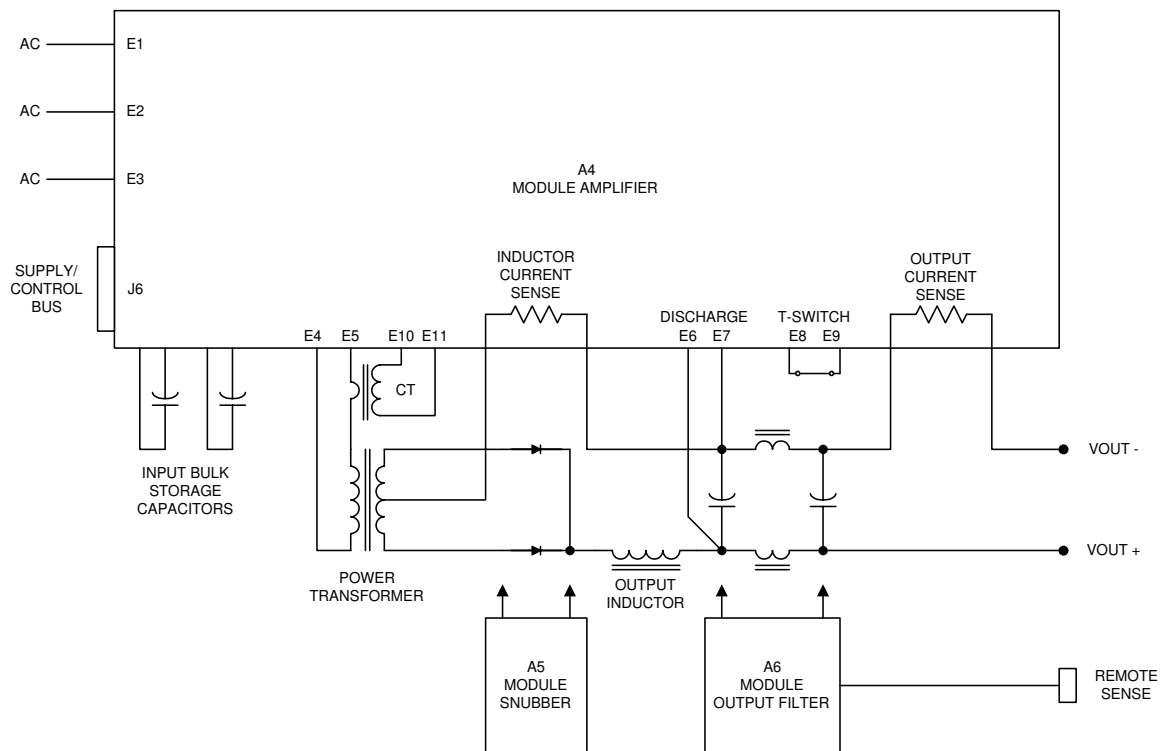 AC
E1
AC
E2
AC
E3
A4
MODULE AMPLIFIER
SUPPLY/
CONTROL
BUS
J6
INDUCTOR
CURRENT
SENSE
OUTPUT
CURRENT
SENSE
DISCHARGE
T-SWITCH
E4
E5
E10
E11
E6
E7
E8
E9
CT
INPUT BULK
STORAGE
CAPACITORS
VOUT -
VOUT +
POWER
TRANSFORMER
OUTPUT
INDUCTOR
A5
MODULE
SNUBBER
A6
MODULE
OUTPUT FILTER
REMOTE
SENSE